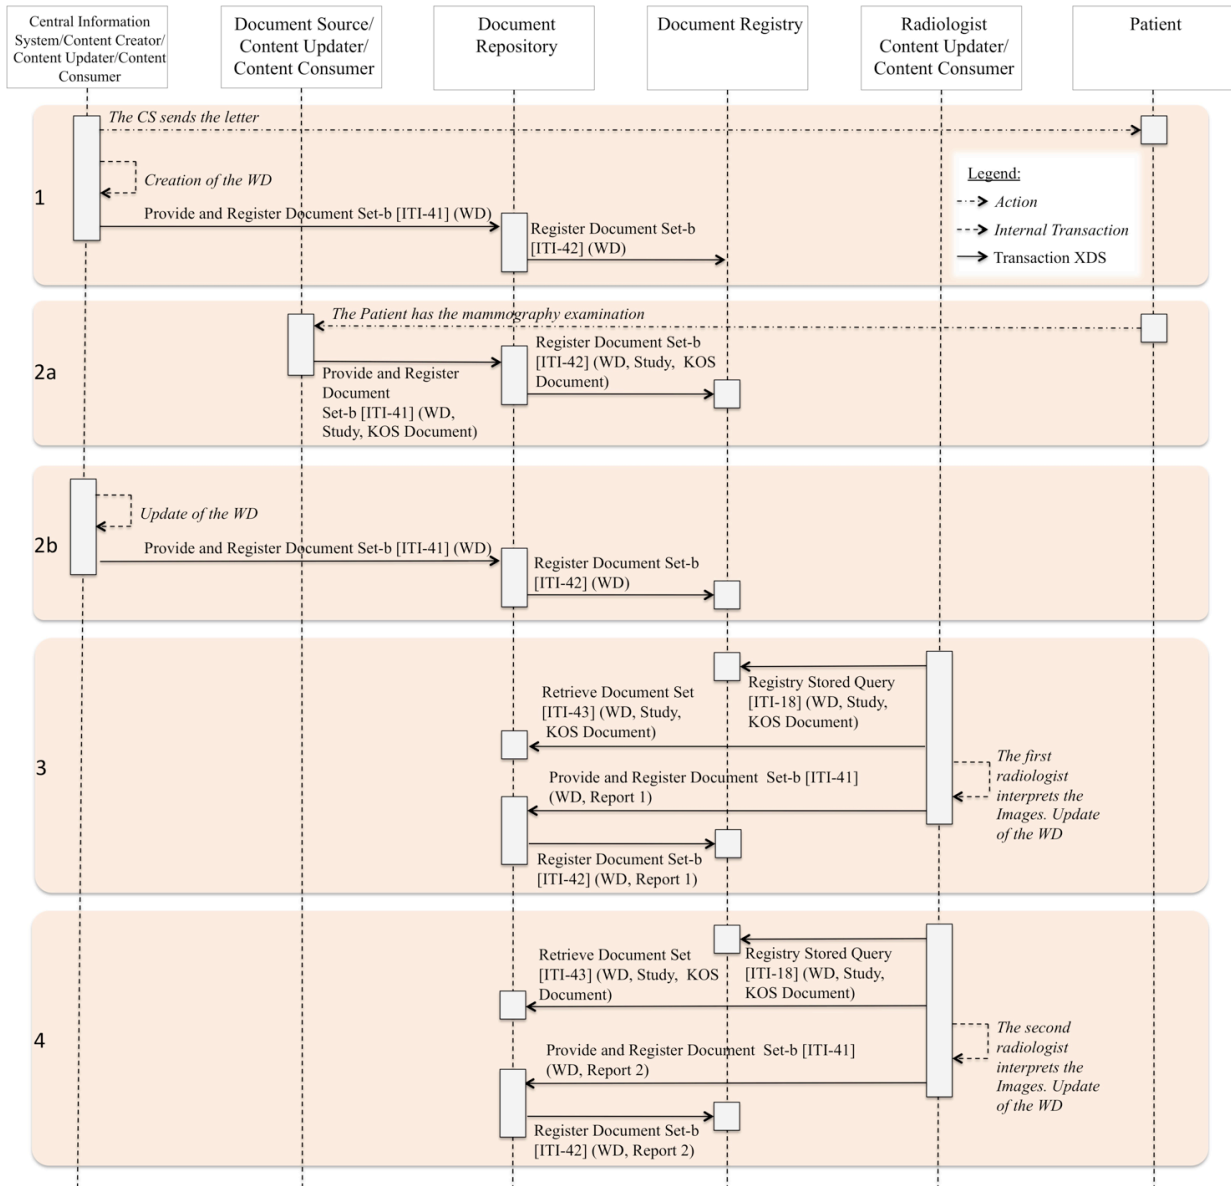 Central Information
System/Content Creator/
Content Updater/Content
Consumer
Document Source/
Content Updater/
Content Consumer
Document
Repository
Document Registry
Radiologist
Content Updater/
Content Consumer
Patient
1
The CS sends the letter
Creation of the WD
Provide and Register Document Set-b [ITI-41] (WD)
Register Document Set-b
[ITI-42] (WD)
Legend:
Action
Internal Transaction
Transaction XDS
2a
The Patient has the mammography examination
Provide and Register
Document
Set-b [ITI-41] (WD,
Study, KOS Document)
Register Document Set-b
[ITI-42] (WD, Study, KOS
Document)
2b
Update of the WD
Provide and Register Document Set-b [ITI-41] (WD)
Register Document Set-b
[ITI-42] (WD)
3
Registry Stored Query
[ITI-18] (WD, Study,
KOS Document)
Retrieve Document Set
[ITI-43] (WD, Study,
KOS Document)
The first
radiologist
interprets the
Images. Update
of the WD
Provide and Register Document Set-b [ITI-41]
(WD, Report 1)
Register Document Set-b
[ITI-42] (WD, Report 1)
4
Registry Stored Query
[ITI-18] (WD, Study,
KOS Document)
Retrieve Document Set
[ITI-43] (WD, Study, KOS
Document)
The second
radiologist
interprets the
Images. Update
of the WD
Provide and Register Document Set-b [ITI-41]
(WD, Report 2)
Register Document Set-b
[ITI-42] (WD, Report 2)